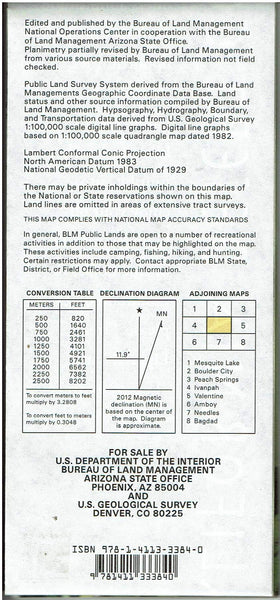 Edited and published by the Bureau of Land Management
National Operations Center in cooperation with the Bureau
of Land Management Arizona State Office.
Planimetry partially revised by Bureau of Land Management
from various source materials. Revised information not field
checked.
Public Land Survey System derived from the Bureau of Land
Managements Geographic Coordinate Data Base. Land
status and other source information compiled by Bureau of
Land Management. Hypsography, Hydrography, Boundary,
and Transportation data derived from U.S. Geological Survey
1:100,000 scale digital line graphs. Digital line graphs
based on 1:100,000 scale quadrangle map dated 1982.
Lambert Conformal Conic Projection
North American Datum 1983
National Geodetic Vertical Datum of 1929
There may be private inholdings within the boundaries of
the National or State reservations shown on this map.
Land lines are omitted in areas of extensive tract surveys.
THIS MAP COMPLIES WITH NATIONAL MAP ACCURACY STANDARDS
In general, BLM Public Lands are open to a number of recreational
activities in addition to those that may be highlighted on the map.
These activities include camping, fishing, hiking, and hunting.
Certain restrictions may apply. Contact appropriate BLM State,
District, or Field Office for more information.
CONVERSION TABLE
METERS FEET
250 820
500 1640
750 2461
1000 3281
1250 4101
1500 4921
1750 5741
2000 6562
2250 7382
2500 8202
To convert meters to feet
multiply by 3.2808
To convert feet to meters
multiply by 0.3048
DECLINATION DIAGRAM
★
MN
11.9°
2012 Magnetic
declination (MN) is
based on the center
of the map. Diagram
is approximate.
ADJOINING MAPS
1 2 3
4 5
6 7 8
1 Mesquite Lake
2 Boulder City
3 Peach Springs
4 Ivanpah
5 Valentine
6 Amboy
7 Needles
8 Bagdad
FOR SALE BY
U.S. DEPARTMENT OF THE INTERIOR
BUREAU OF LAND MANAGEMENT
ARIZONA STATE OFFICE
PHOENIX, AZ 85004
AND
U.S. GEOLOGICAL SURVEY
DENVER, CO 80225
ISBN 978-1-4113-3384-0
9 781411 333840